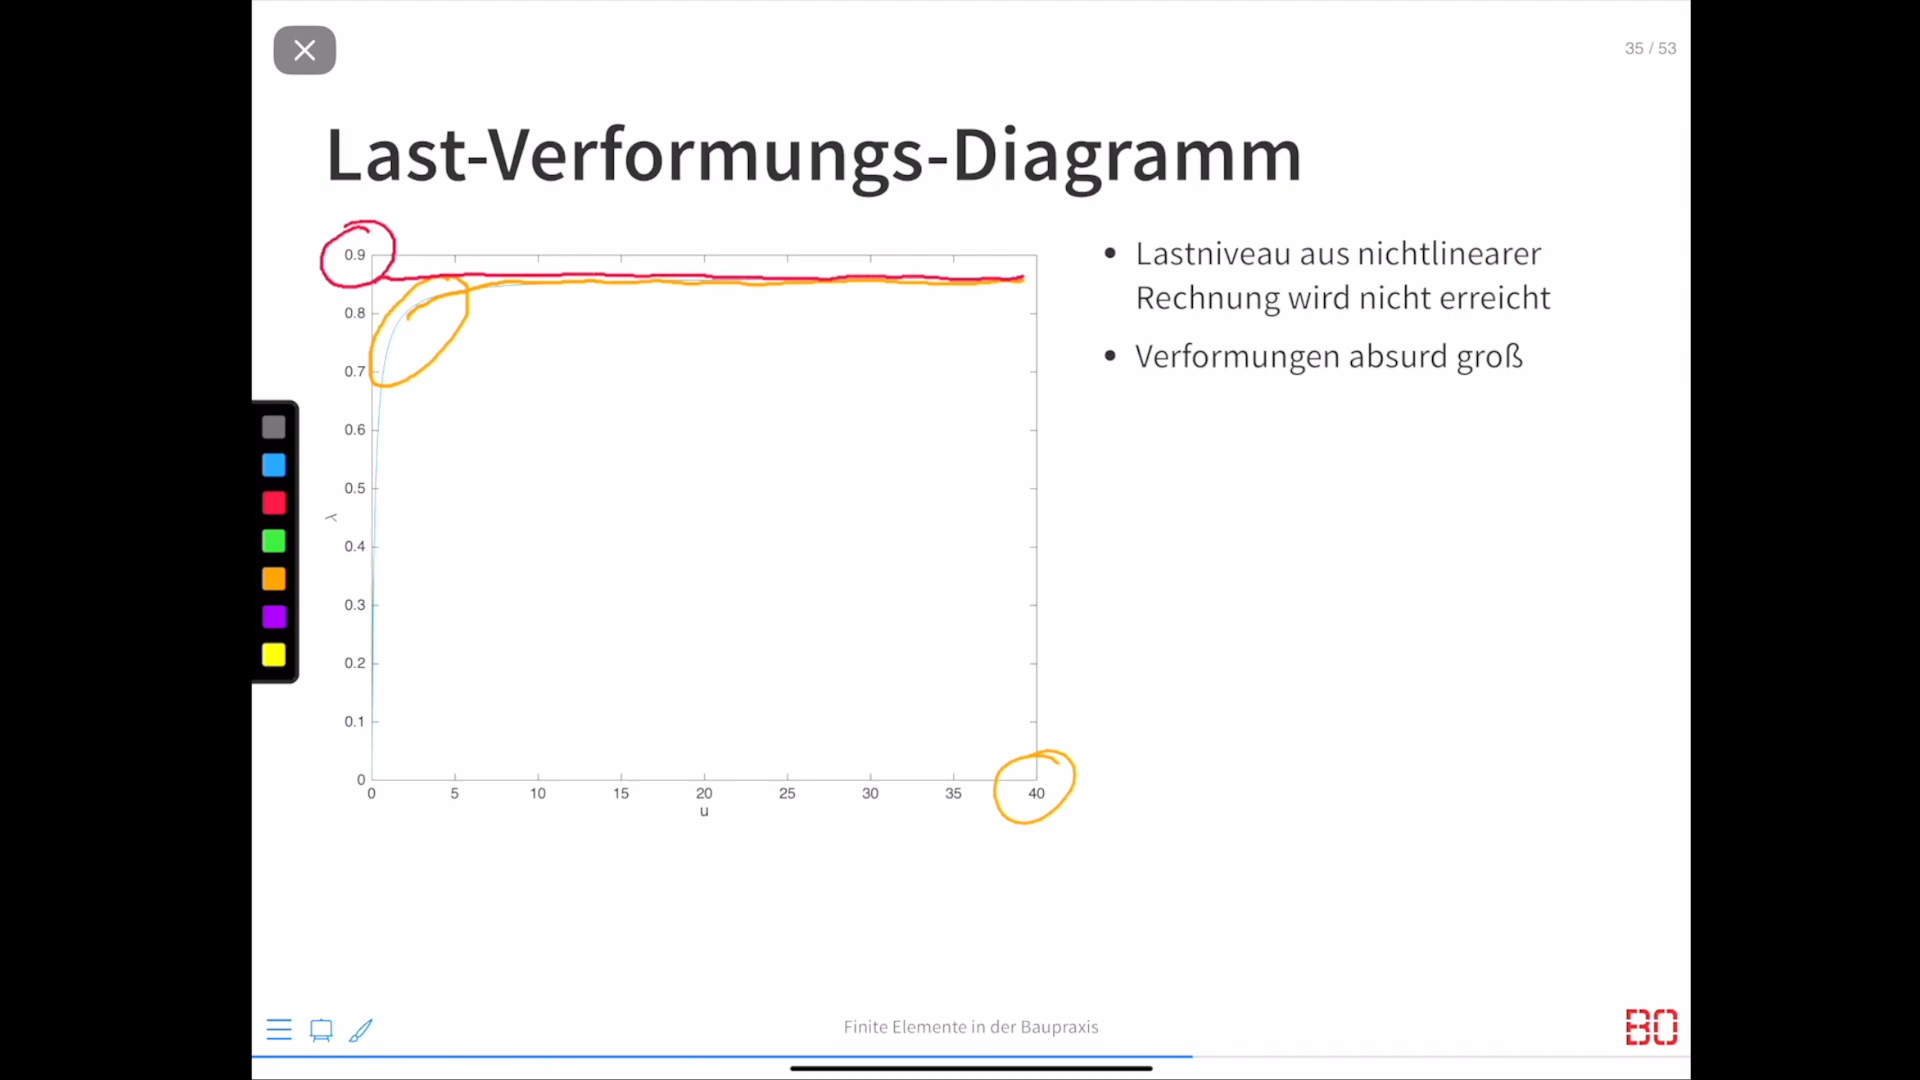 35 / 53
Last-Verformungs-Diagramm
0.9
0.8
0.7
0.6
0.5
0.4
0.3
0.2
0.1
0
λ
0 5 10 15 20 25 30 35 40
u
• Lastniveau aus nichtlinearer
Rechnung wird nicht erreicht
• Verformungen absurd groß
Finite Elemente in der Baupraxis
BO